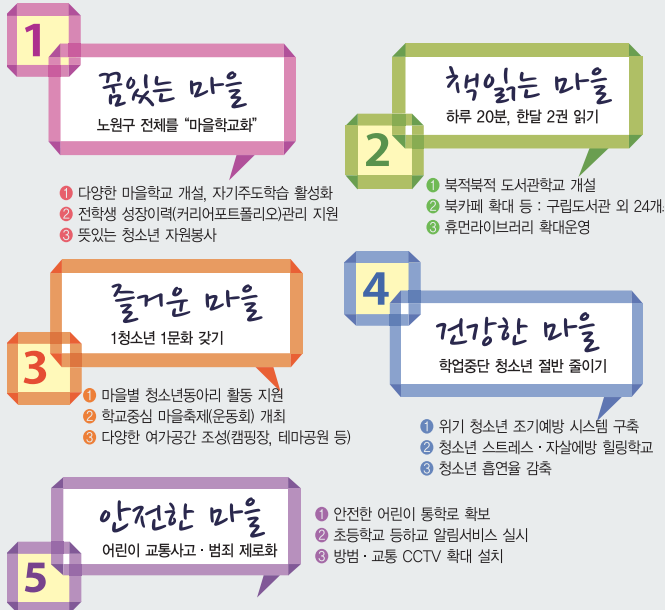 1
꿈있는 마을
노원구 전체를 “마을학교화”
❶ 다양한 마을학교 개설, 자기주도학습 활성화
❷ 전학생 성장이력(커리어포트폴리오)관리 지원
❸ 뜻있는 청소년 자원봉사
2
책읽는 마을
하루 20분, 한달 2권 읽기
❶ 북적북적 도서관학교 개설
❷ 북카페 확대 등 : 구립도서관 외 24개소
❸ 휴먼라이브러리 확대운영
3
즐거운 마을
1청소년 1문화 갖기
❶ 마을별 청소년동아리 활동 지원
❷ 학교중심 마을축제(운동회) 개최
❸ 다양한 여가공간 조성(캠핑장, 테마공원 등)
4
건강한 마을
학업중단 청소년 절반 줄이기
❶ 위기 청소년 조기예방 시스템 구축
❷ 청소년 스트레스 · 자살예방 힐링학교
❸ 청소년 흡연율 감축
5
안전한 마을
어린이 교통사고 · 범죄 제로화
❶ 안전한 어린이 통학로 확보
❷ 초등학교 등하교 알림서비스 실시
❸ 방범 · 교통 CCTV 확대 설치